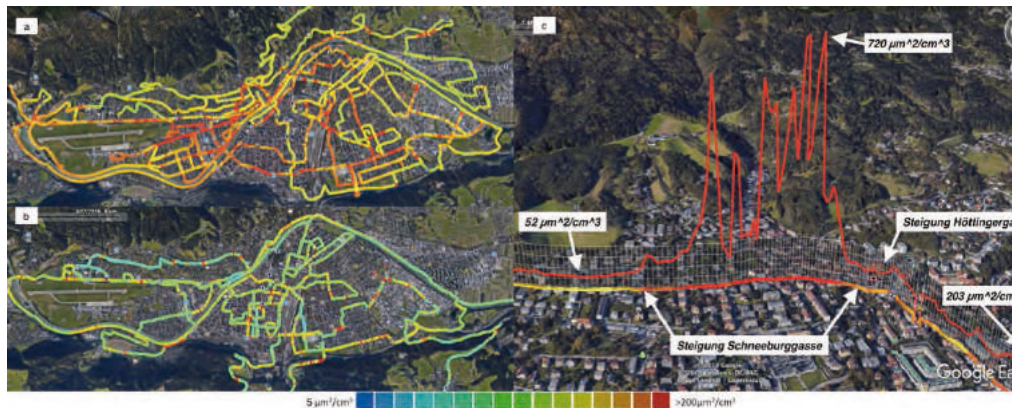 a
b
c
720 µm^2/cm^3
52 µm^2/cm^3
Steigung Höttingerga
203 µm^2/cm
Steigung Schneeburggasse
Google Ea
5 µm²/cm³
>200µm²/cm³